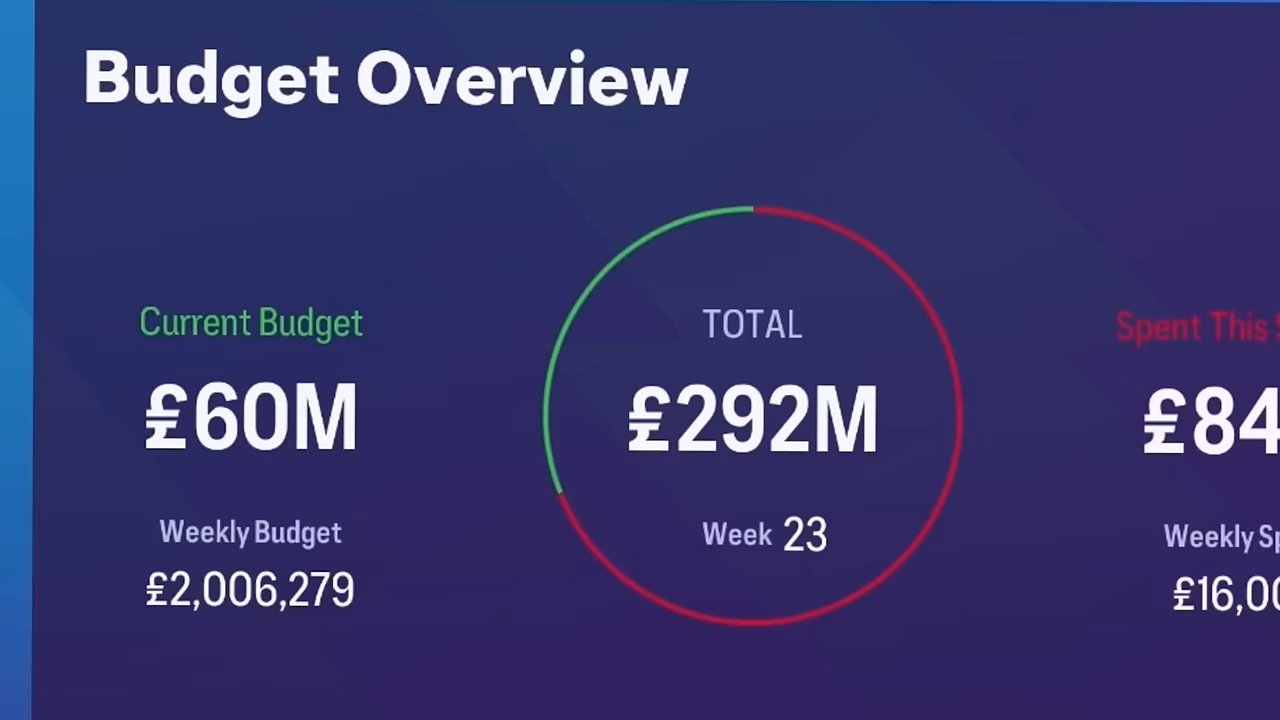 Budget Overview
Current Budget
£60M
Weekly Budget
£2,006,279
TOTAL
£292M
Week 23
Spent This
£84
Weekly
£16,00